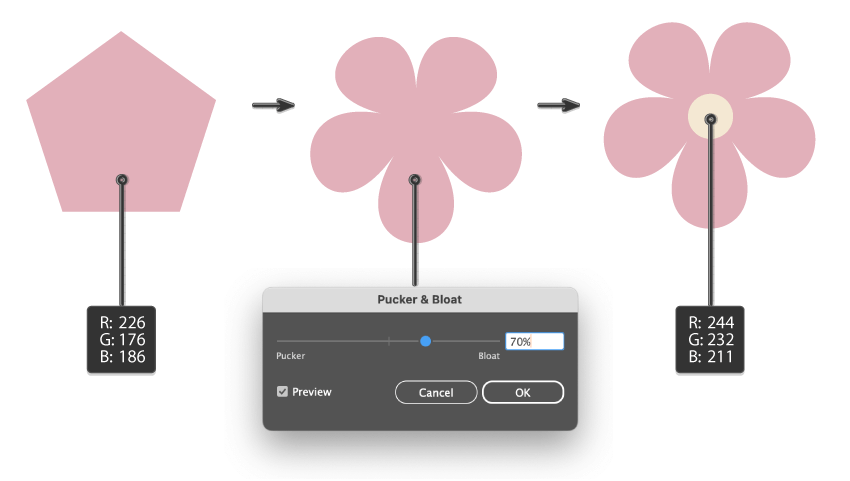 Pucker & Bloat
70%
Pucker
Bloat
Preview
Cancel
OK
R: 226
G: 176
B: 186
R: 244
G: 232
B: 211